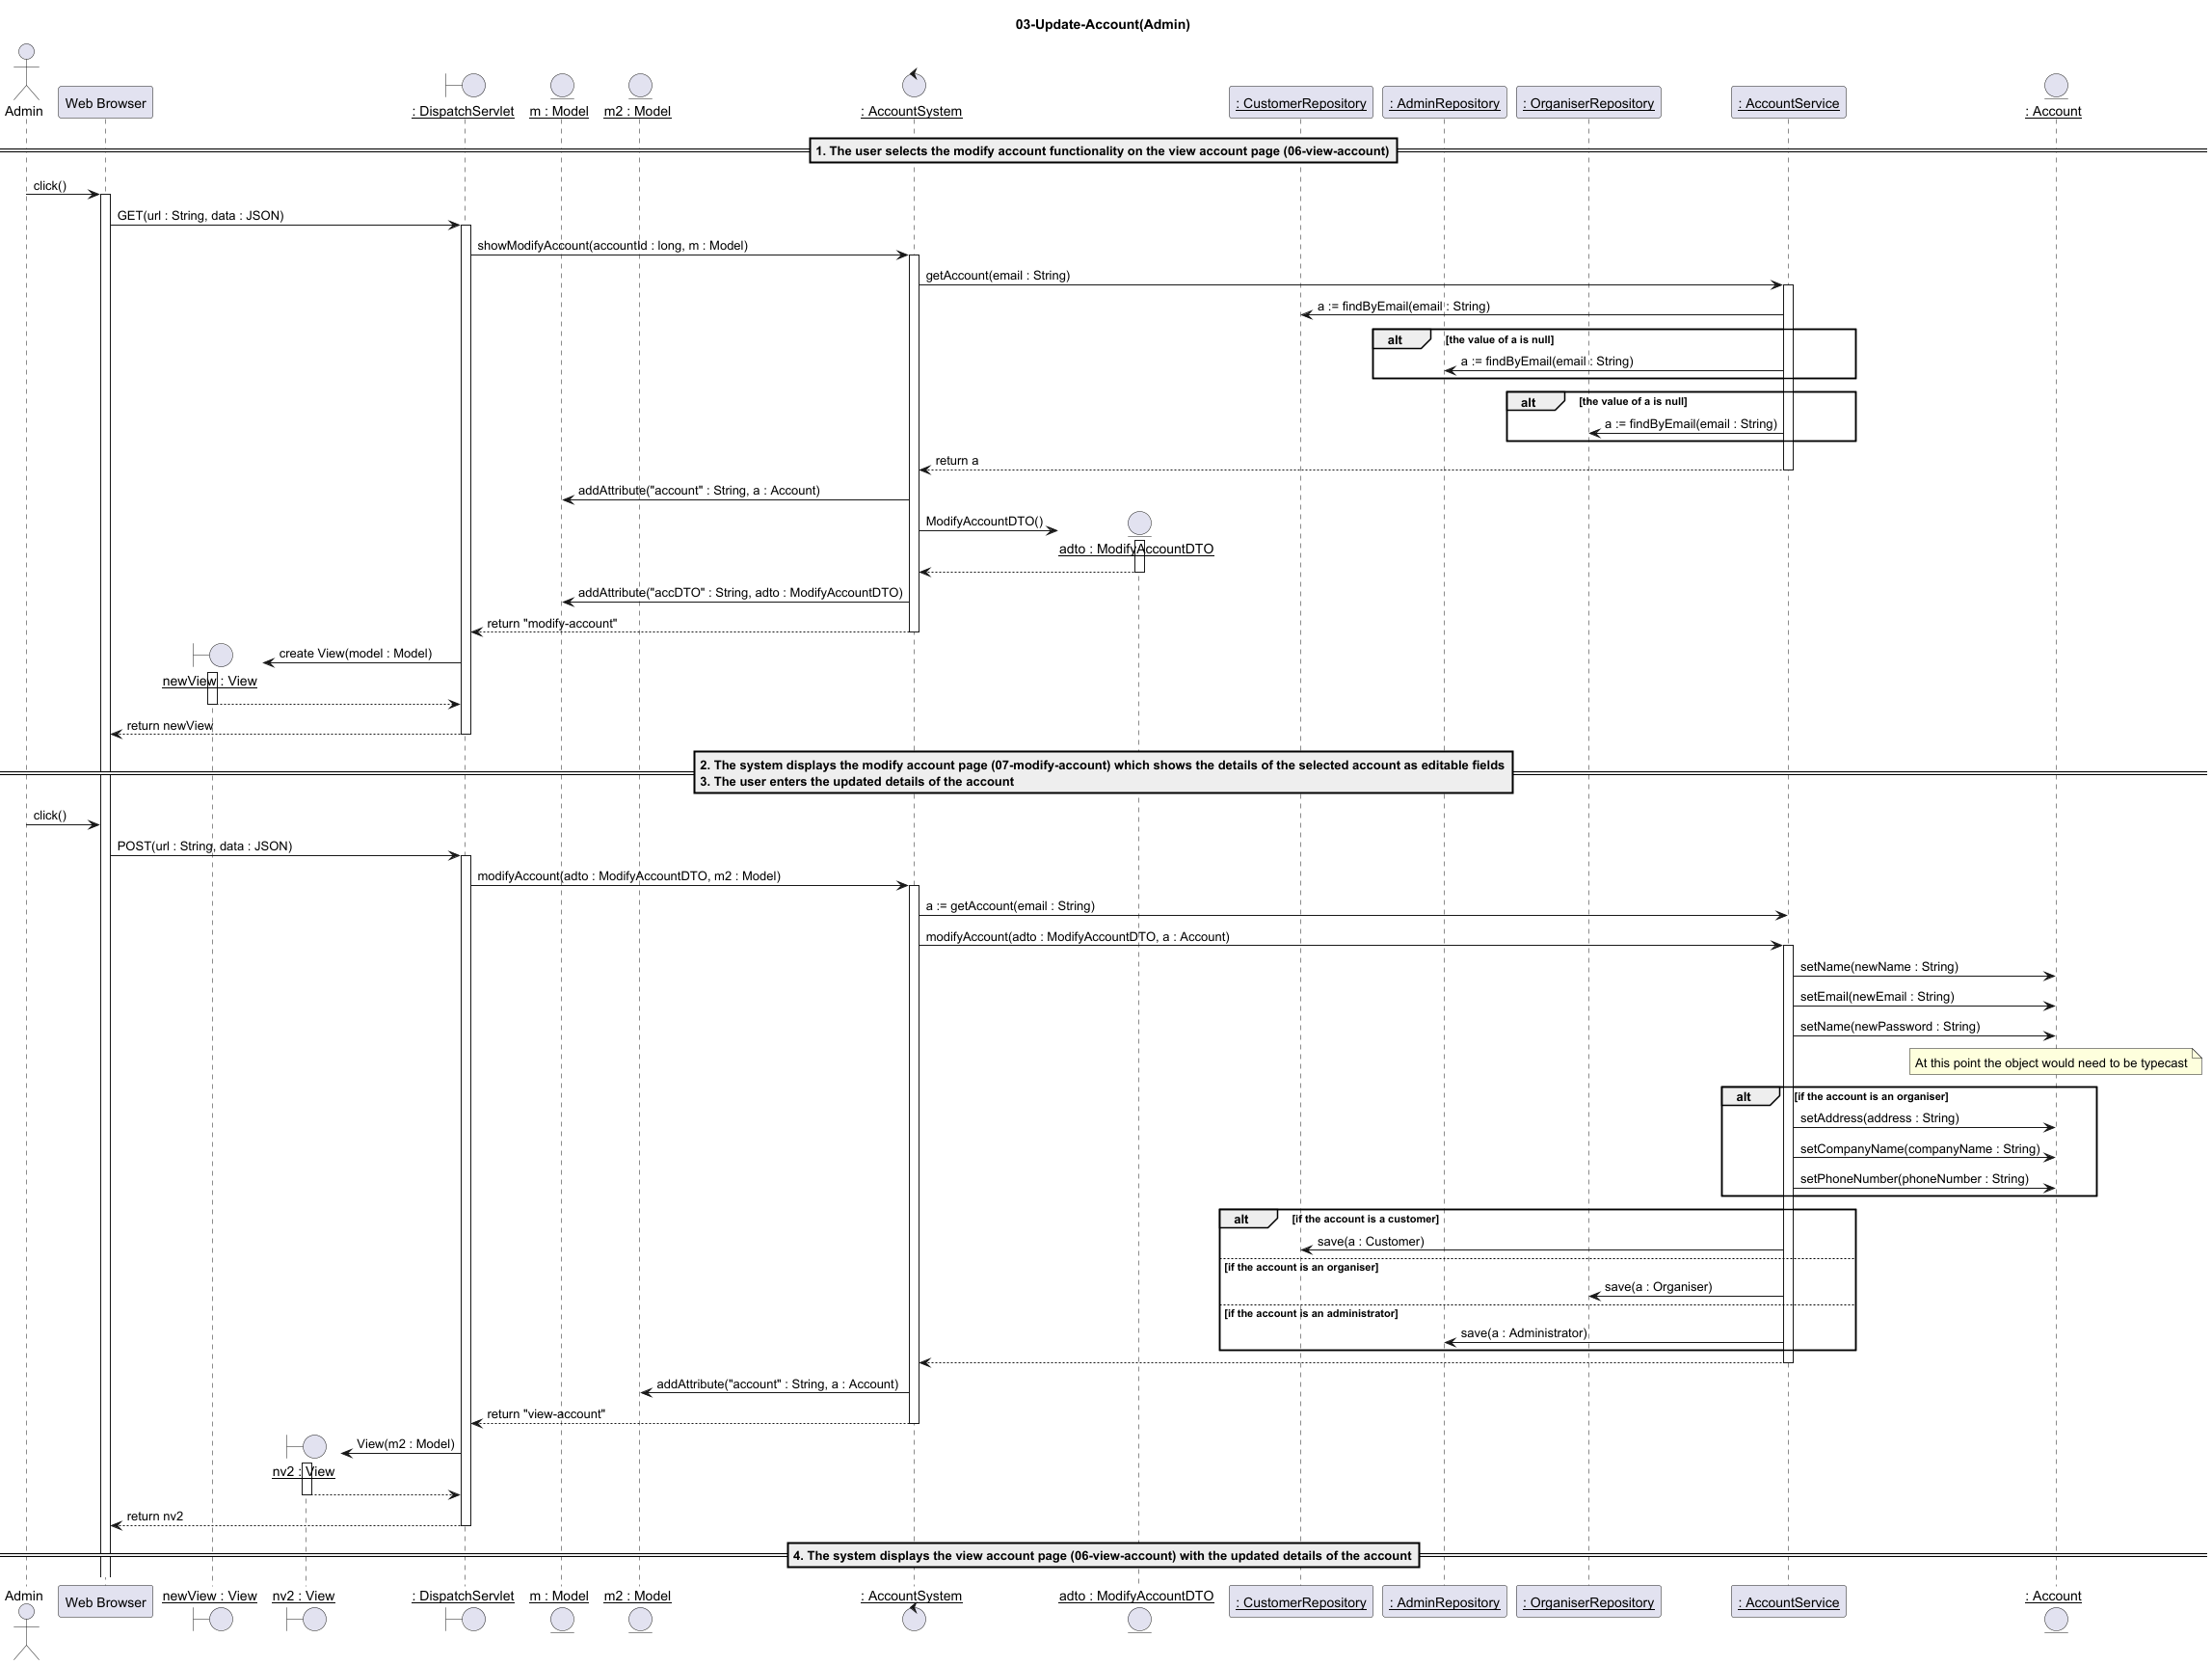 03-Update-Account(Admin)
Admin
Web Browser
: DispatchServlet
m : Model
m2 : Model
: AccountSystem
: CustomerRepository
: AdminRepository
: OrganiserRepository
: AccountService
: Account
1. The user selects the modify account functionality on the view account page (06-view-account)
click()
GET(url : String, data : JSON)
showModifyAccount(accountId : long, m : Model)
getAccount(email : String)
a := findByEmail(email : String)
alt
[the value of a is null]
a := findByEmail(email : String)
alt
[the value of a is null]
a := findByEmail(email : String)
return a
addAttribute("account" : String, a : Account)
ModifyAccountDTO()
adto : ModifyAccountDTO
addAttribute("accDTO" : String, adto : ModifyAccountDTO)
return "modify-account"
create View(model : Model)
newView : View
return newView
2. The system displays the modify account page (07-modify-account) which shows the details of the selected account as editable fields
3. The user enters the updated details of the account
click()
POST(url : String, data : JSON)
modifyAccount(adto : ModifyAccountDTO, m2 : Model)
a := getAccount(email : String)
modifyAccount(adto : ModifyAccountDTO, a : Account)
setName(newName : String)
setEmail(newEmail : String)
setName(newPassword : String)
At this point the object would need to be typecast
alt
[if the account is an organiser]
setAddress(address : String)
setCompanyName(companyName : String)
setPhoneNumber(phoneNumber : String)
alt
[if the account is a customer]
save(a : Customer)
[if the account is an organiser]
save(a : Organiser)
[if the account is an administrator]
save(a : Administrator)
addAttribute("account" : String, a : Account)
return "view-account"
View(m2 : Model)
nv2 : View
return nv2
4. The system displays the view account page (06-view-account) with the updated details of the account
Admin
Web Browser
newView : View
nv2 : View
: DispatchServlet
m : Model
m2 : Model
: AccountSystem
adto : ModifyAccountDTO
: CustomerRepository
: AdminRepository
: OrganiserRepository
: AccountService
: Account